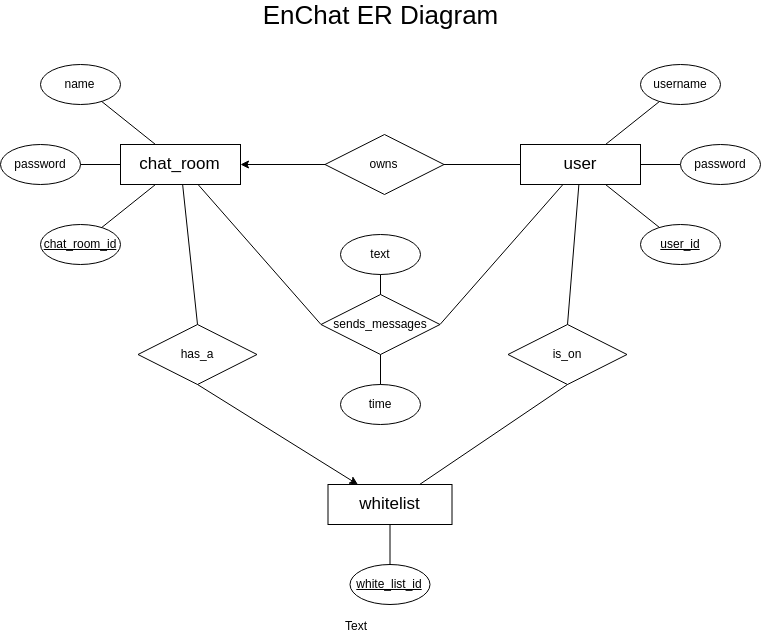 EnChat ER Diagram
name
username
password
chat_room
owns
user
password
chat_room_id
text
user_id
sends_messages
has_a
is_on
time
whitelist
white_list_id
Text